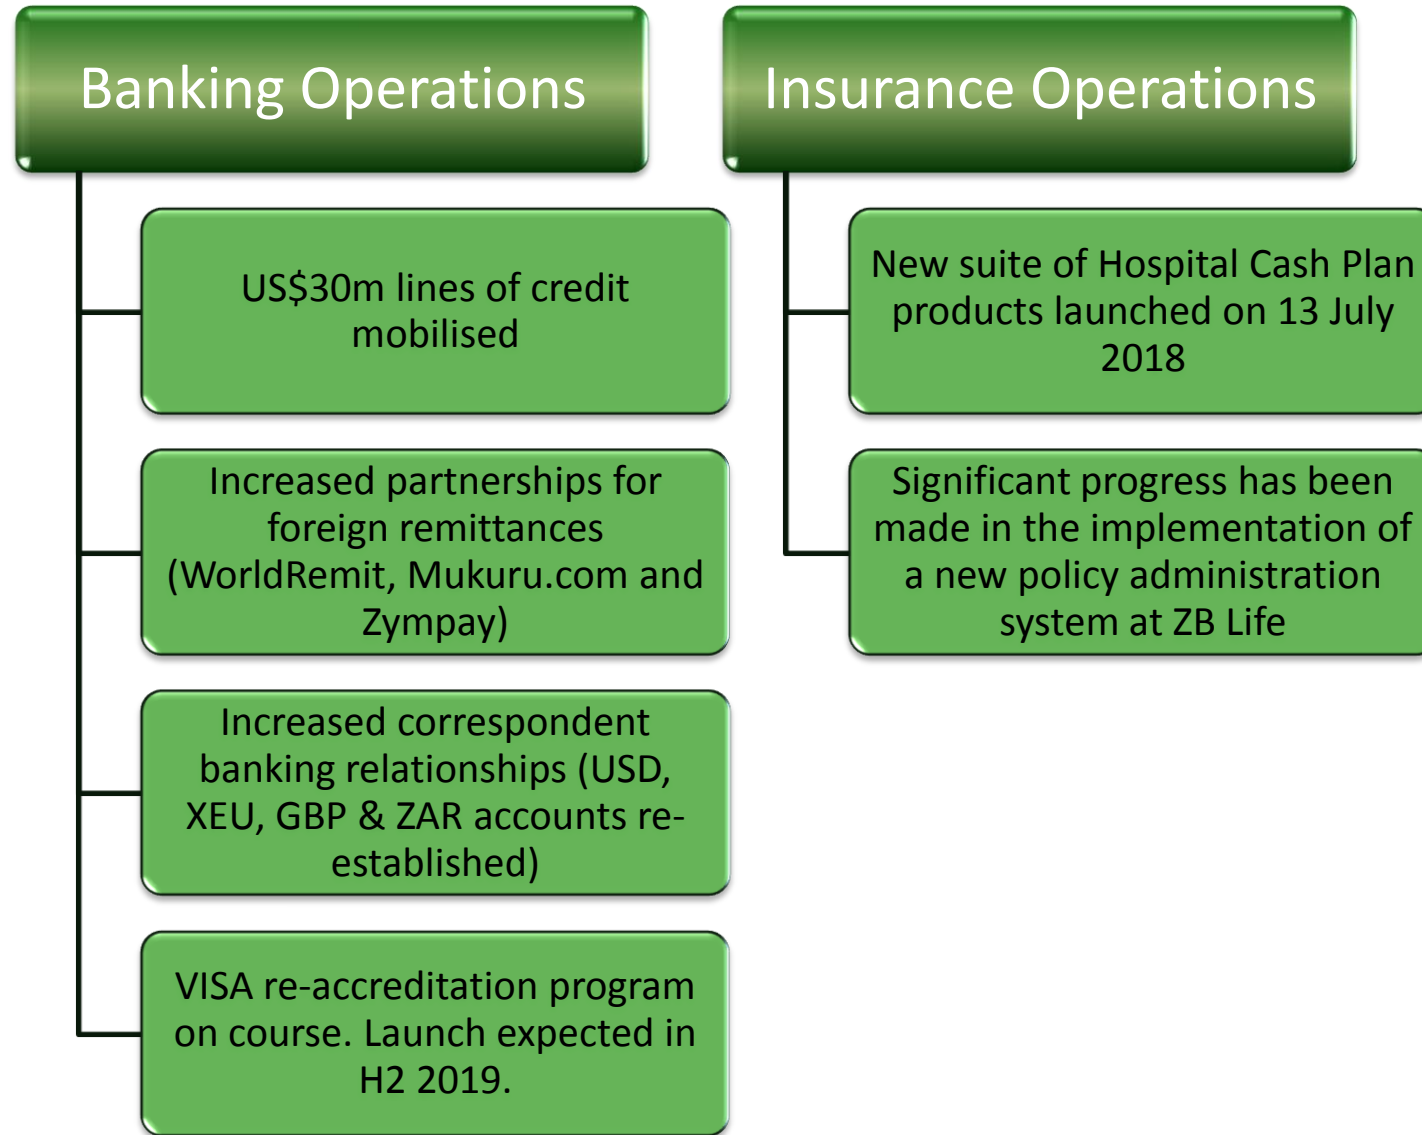 Banking Operations
US$30m lines of credit
mobilised
Increased partnerships for
foreign remittances
(WorldRemit, Mukuru.com and
Zympay)
Increased correspondent
banking relationships (USD,
XEU, GBP & ZAR accounts re-
established)
VISA re-accreditation program
on course. Launch expected in
H2 2019.
Insurance Operations
New suite of Hospital Cash Plan
products launched on 13 July
2018
Significant progress has been
made in the implementation of
a new policy administration
system at ZB Life